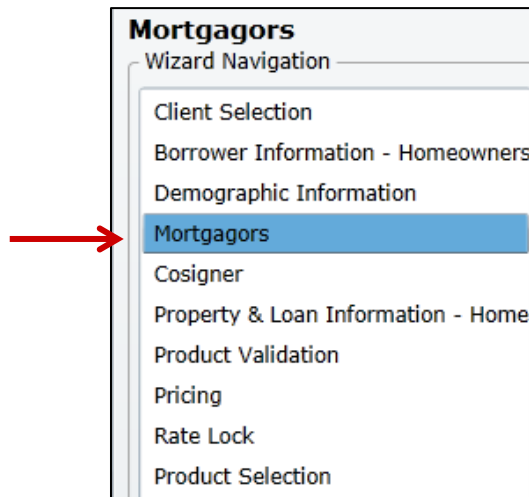 Mortgagors
Wizard Navigation
Client Selection
Borrower Information - Homeowners
Demographic Information
Mortgagors
Cosigner
Property & Loan Information - Home
Product Validation
Pricing
Rate Lock
Product Selection